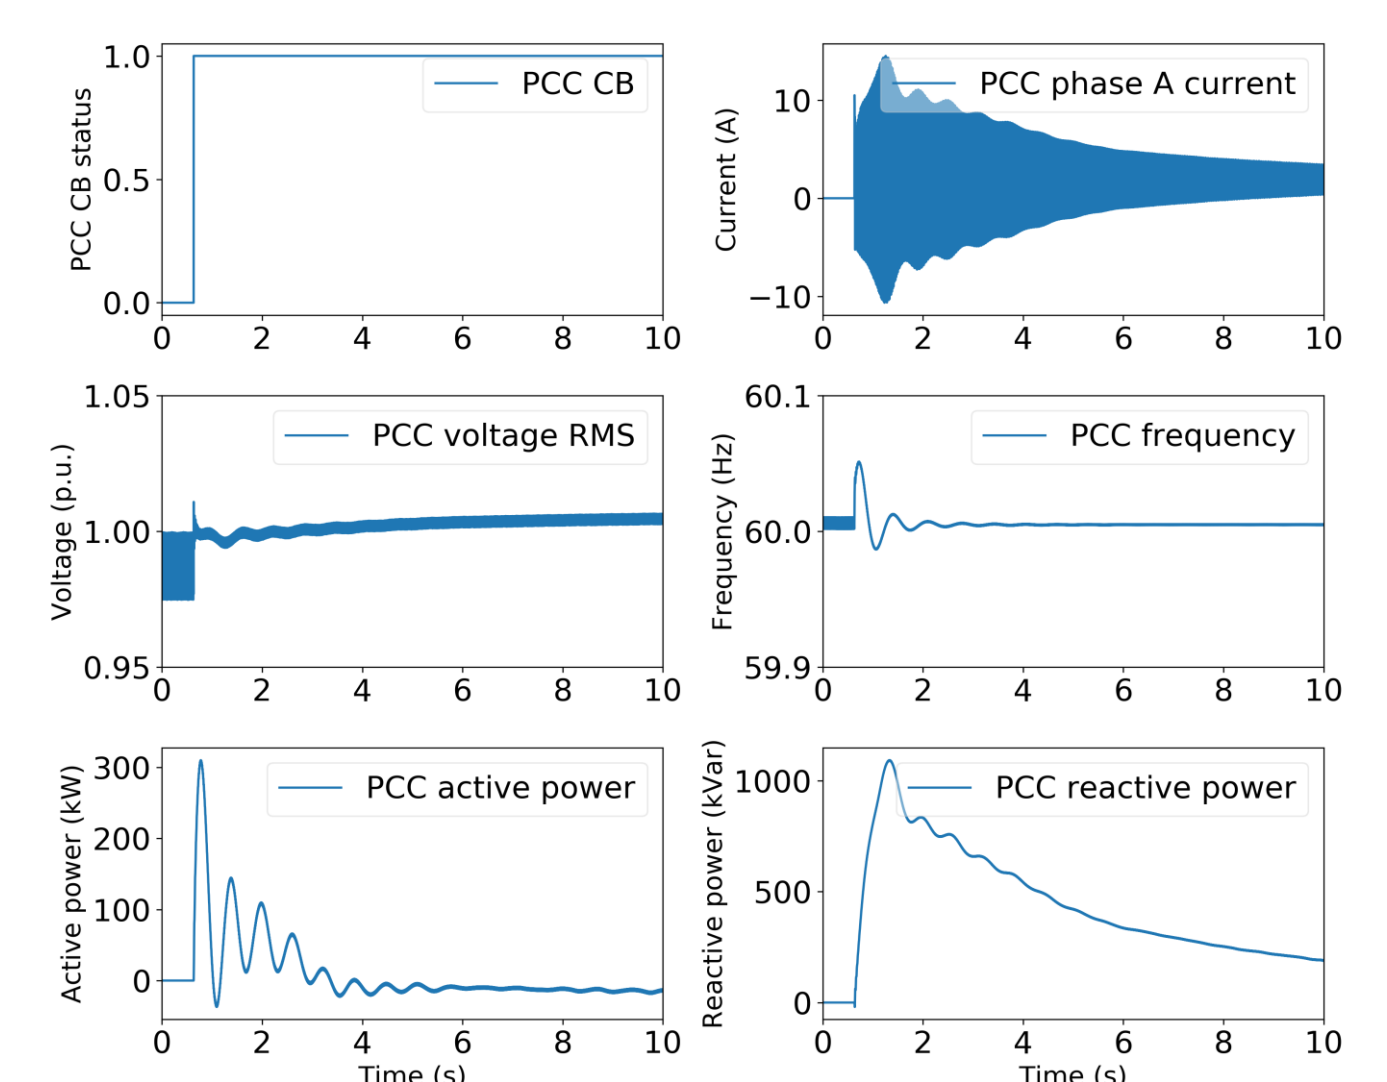 PCC CB status
1.0
0.5
0.0
PCC CB
0 2 4 6 8 10
Current (A)
10
0
−10
PCC phase A current
0 2 4 6 8 10
Voltage (p.u.)
1.05
1.00
0.95
PCC voltage RMS
0 2 4 6 8 10
Frequency (Hz)
60.1
60.0
59.9
PCC frequency
0 2 4 6 8 10
Active power (kW)
300
200
100
0
PCC active power
0 2 4 6 8 10
Time (s)
Reactive power (kVar)
1000
500
0
PCC reactive power
0 2 4 6 8 10
Time (s)